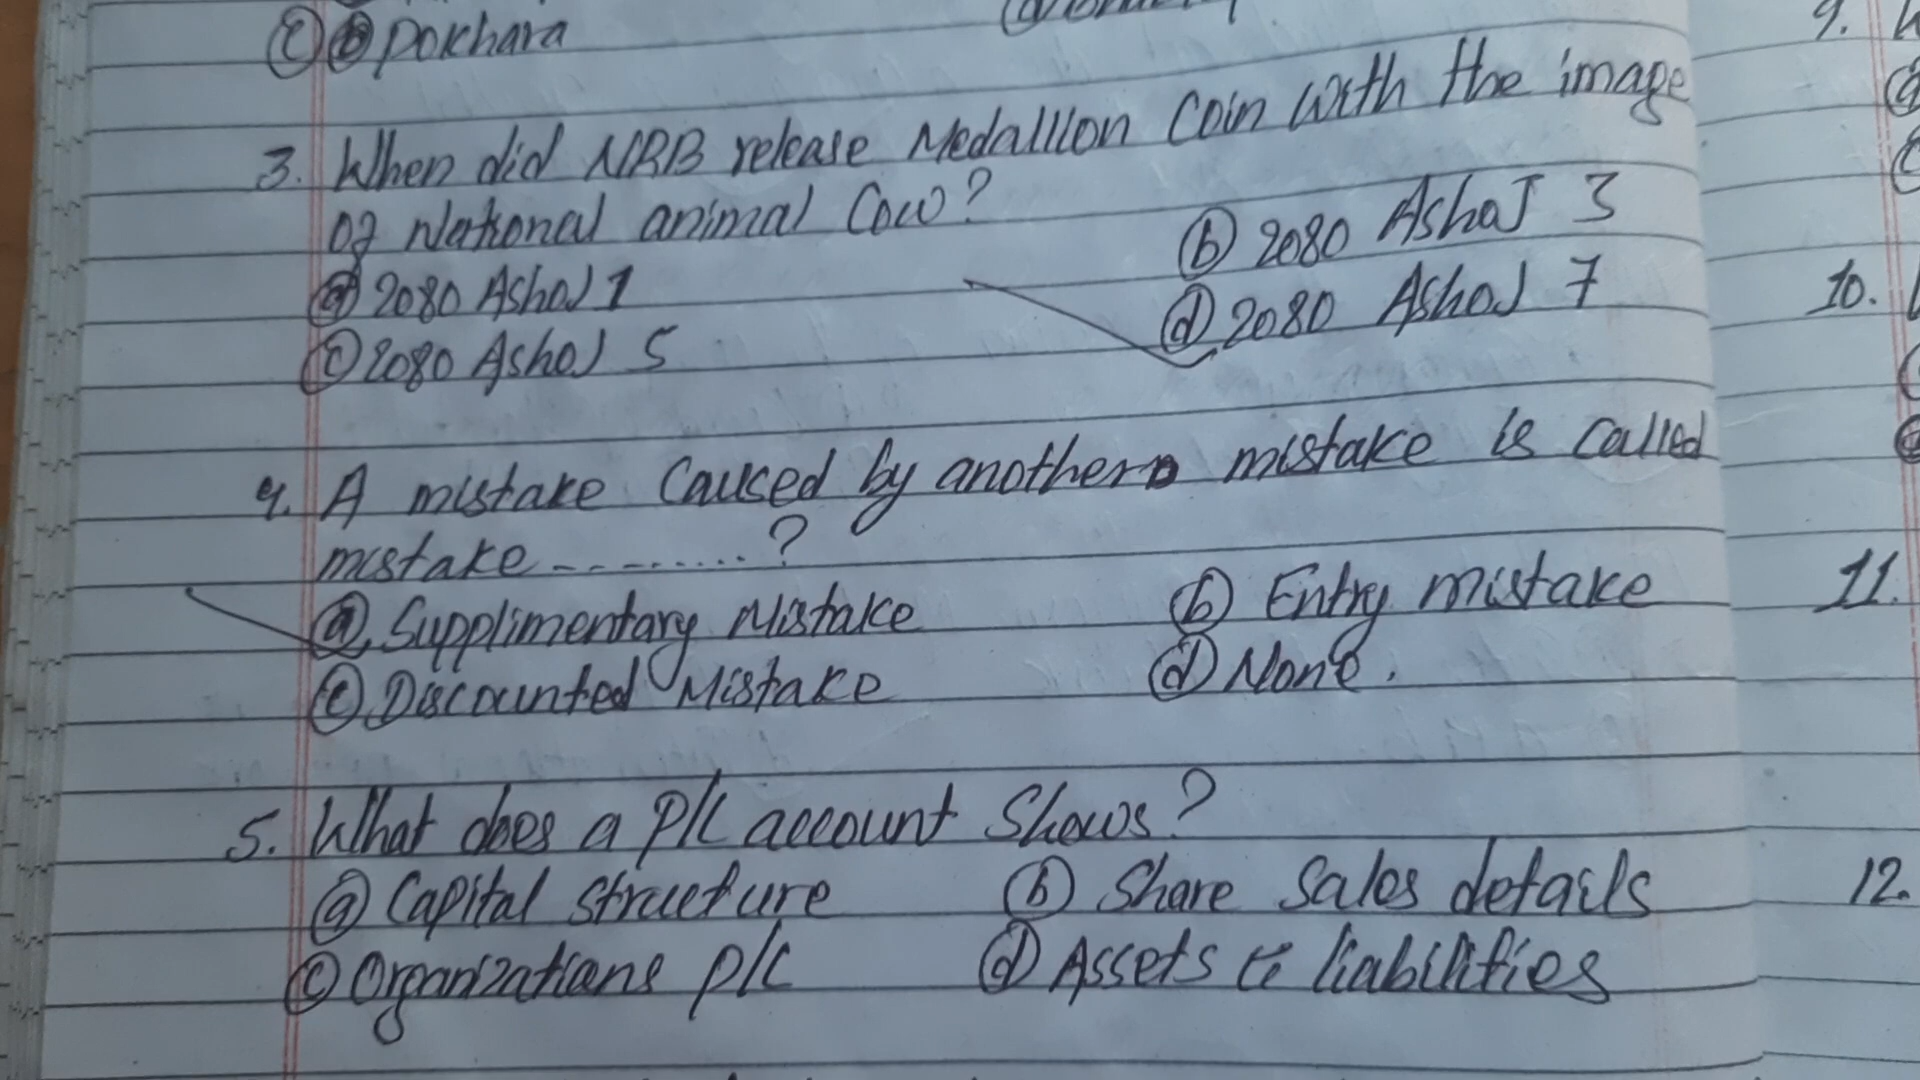 (c) (b) pokhara
3. When did NRB release Medallion Coin with the image
of National animal Cow?
(a) 2080 Ashoj 1 (b) 2080 Ashoj 3
(c) 2080 Ashoj 5 (d) 2080 Ashoj 7
4. A mistake Caused by another mistake is called
mistake ---------?
(a) Supplimentary Mistake (b) Entry mistake
(c) Discounted Mistake (d) None.
5. What does a P/L account Shows?
(a) Capital structure (b) Share Sales details
(c) Organizations P/L (d) Assets & liabilities
9.
10.
11.
12.